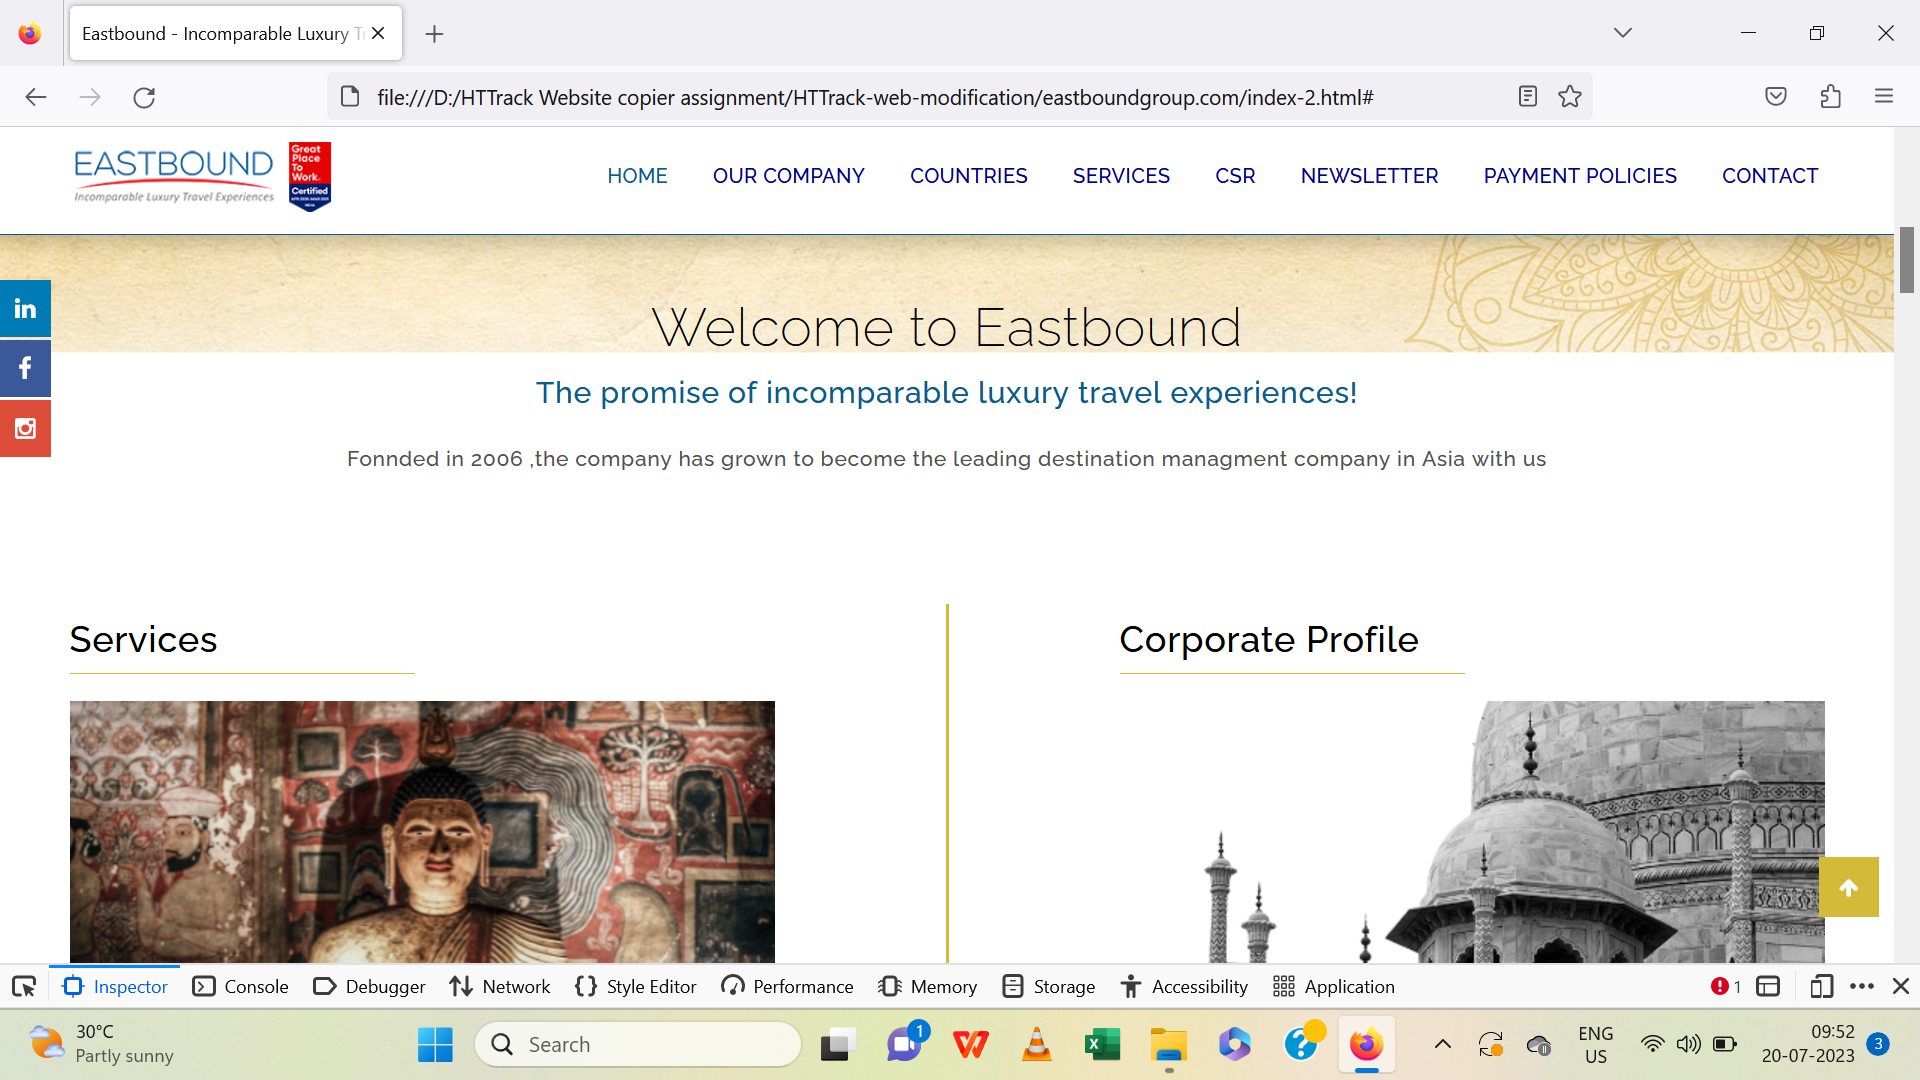 Eastbound - Incomparable Luxury Tr
file:///D:/HTTrack Website copier assignment/HTTrack-web-modification/eastboundgroup.com/index-2.html#
EASTBOUND
Incomparable Luxury Travel Experiences
Great
Place
To
Work.
Certified
HOME OUR COMPANY COUNTRIES SERVICES CSR NEWSLETTER PAYMENT POLICIES CONTACT
in
f
Welcome to Eastbound
The promise of incomparable luxury travel experiences!
Fonnded in 2006 ,the company has grown to become the leading destination managment company in Asia with us
Services
Corporate Profile
Inspector Console Debugger Network Style Editor Performance Memory Storage Accessibility Application 1
30°C
Partly sunny
Search
1
ENG
US
09:52
20-07-2023
3